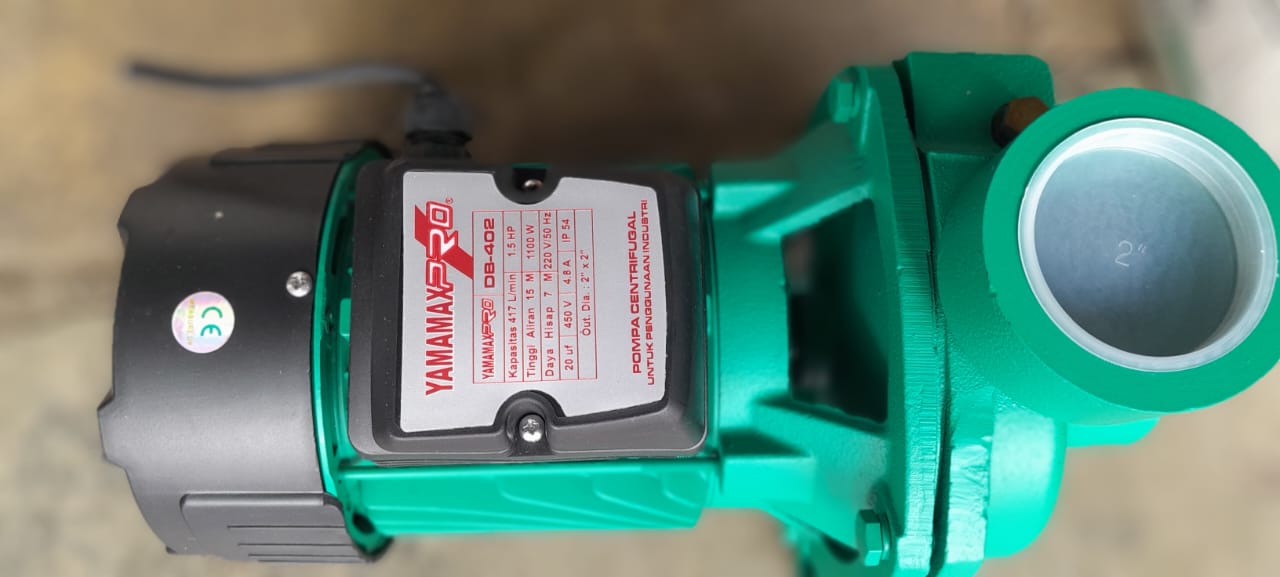 YAMAMAXPRO®
YAMAMAXPRO DB-402
Kapasitas 417 L/min 1.5 HP
Tinggi Aliran 15 M 1100 W
Daya Hisap 7 M 220 V/50 Hz
20 uf 450 V 4.8 A IP 54
Out. Dia. : 2" x 2"
POMPA CENTRIFUGAL
UNTUK PENGGUNAAN INDUSTRI
CE
2"